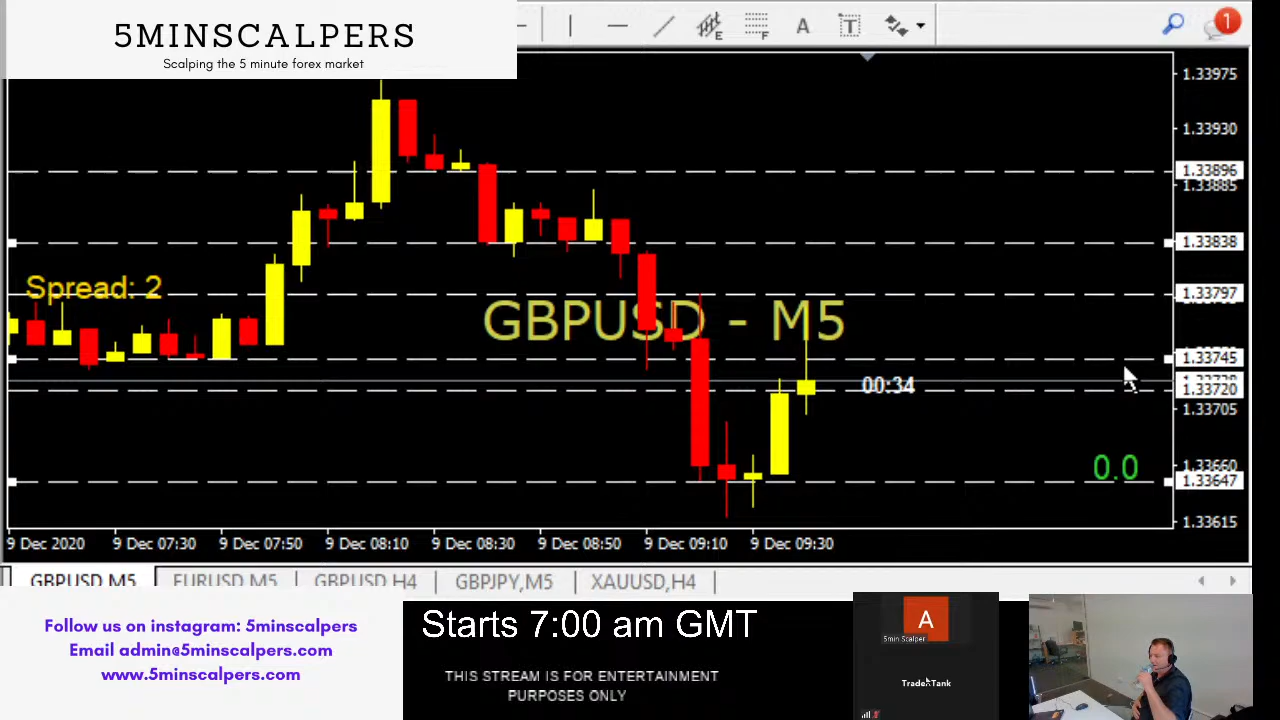 5MINSCALPERS
Scalping the 5 minute forex market
E
F
A
T
1
1.33975
1.33930
1.33896
1.33885
Spread: 2
1.33838
1.33797
GBPUSD - M5
1.33745
00:34
1.33720
1.33705
0.0
1.33660
1.33647
1.33615
9 Dec 2020
9 Dec 07:30
9 Dec 07:50
9 Dec 08:10
9 Dec 08:30
9 Dec 08:50
9 Dec 09:10
9 Dec 09:30
GBPUSD,M5
EURUSD,M5
GBPUSD,H4
GBPJPY,M5
XAUUSD,H4
Follow us on instagram: 5minscalpers
Email admin@5minscalpers.com
www.5minscalpers.com
Starts 7:00 am GMT
THIS STREAM IS FOR ENTERTAINMENT
PURPOSES ONLY
A
5min Scalper